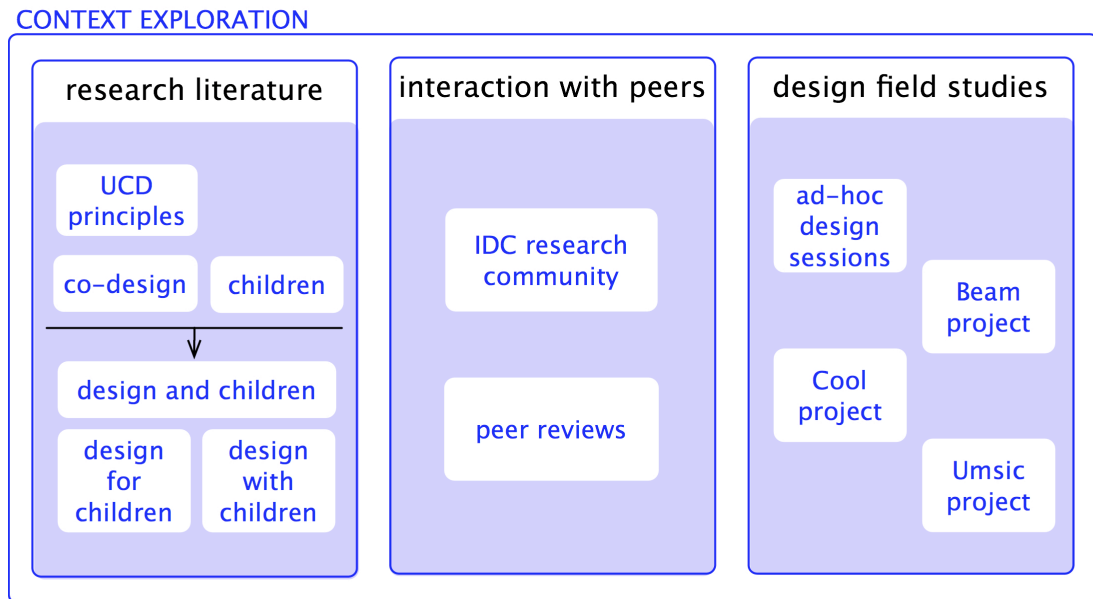 CONTEXT EXPLORATION
research literature
UCD
principles
co-design
children
design and children
design
for
children
design
with
children
interaction with peers
IDC research
community
peer reviews
design field studies
ad-hoc
design
sessions
Beam
project
Cool
project
Umsic
project